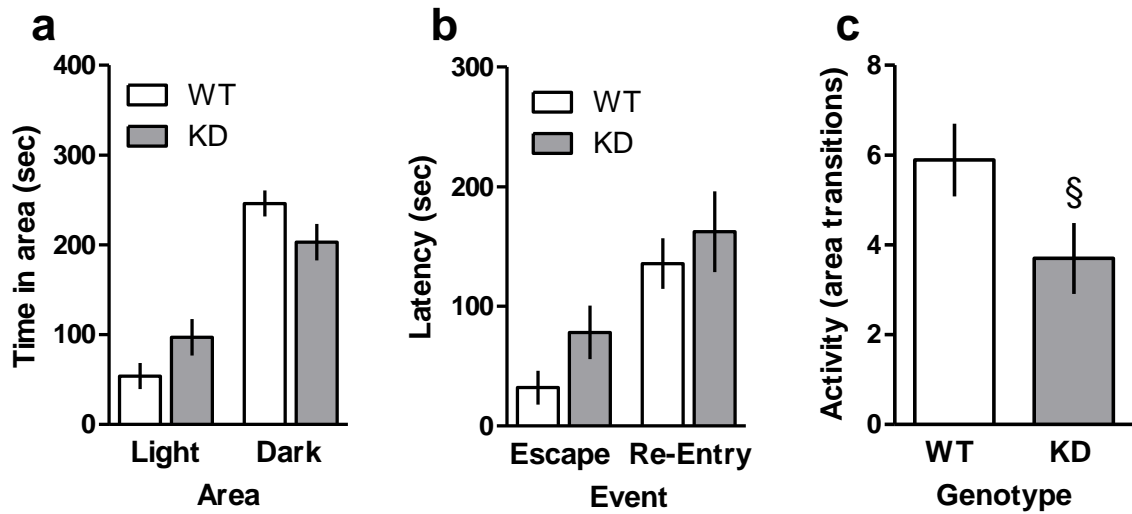 a
Time in area (sec)
400
300
200
100
0
WT
KD
Light Dark
Area
b
Latency (sec)
300
200
100
0
WT
KD
Escape Re-Entry
Event
c
Activity (area transitions)
8
6
4
2
0
§
WT KD
Genotype